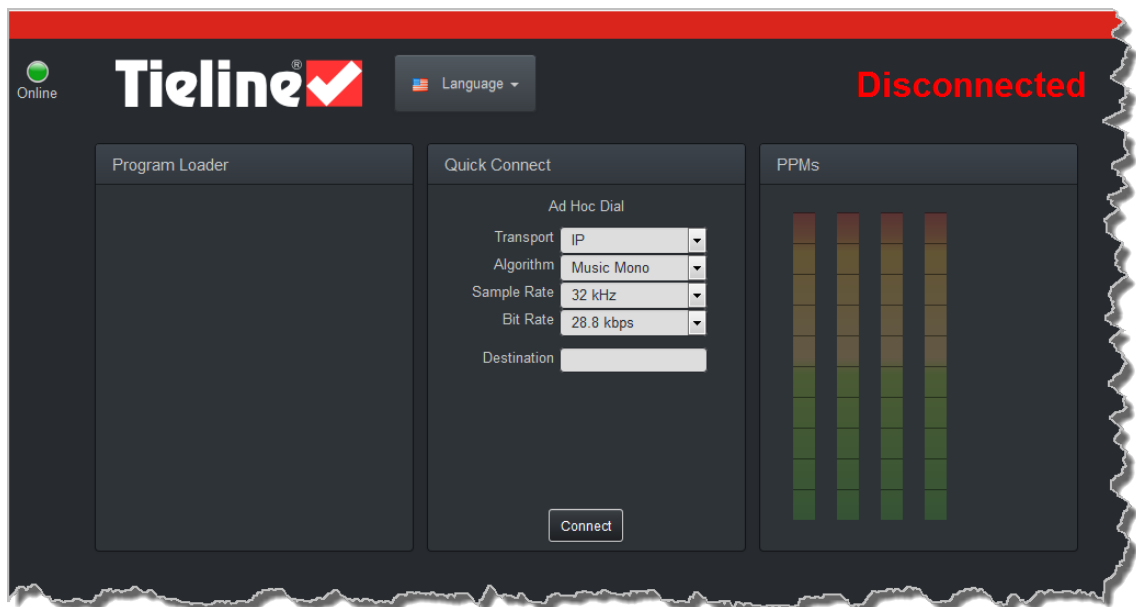 Online
Tieline®
Language
Disconnected
Program Loader
Quick Connect
Ad Hoc Dial
Transport IP
Algorithm Music Mono
Sample Rate 32 kHz
Bit Rate 28.8 kbps
Destination
Connect
PPMs